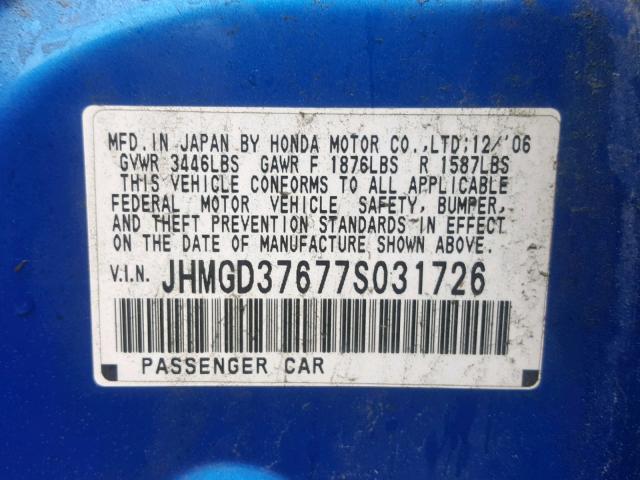 MFD. IN JAPAN BY HONDA MOTOR CO.,LTD:12/'06
GVWR 3446LBS GAWR F 1876LBS R 1587LBS
THIS VEHICLE CONFORMS TO ALL APPLICABLE
FEDERAL MOTOR VEHICLE SAFETY, BUMPER,
AND THEFT PREVENTION STANDARDS IN EFFECT
ON THE DATE OF MANUFACTURE SHOWN ABOVE.
V.I.N. JHMGD37677S031726
PASSENGER CAR